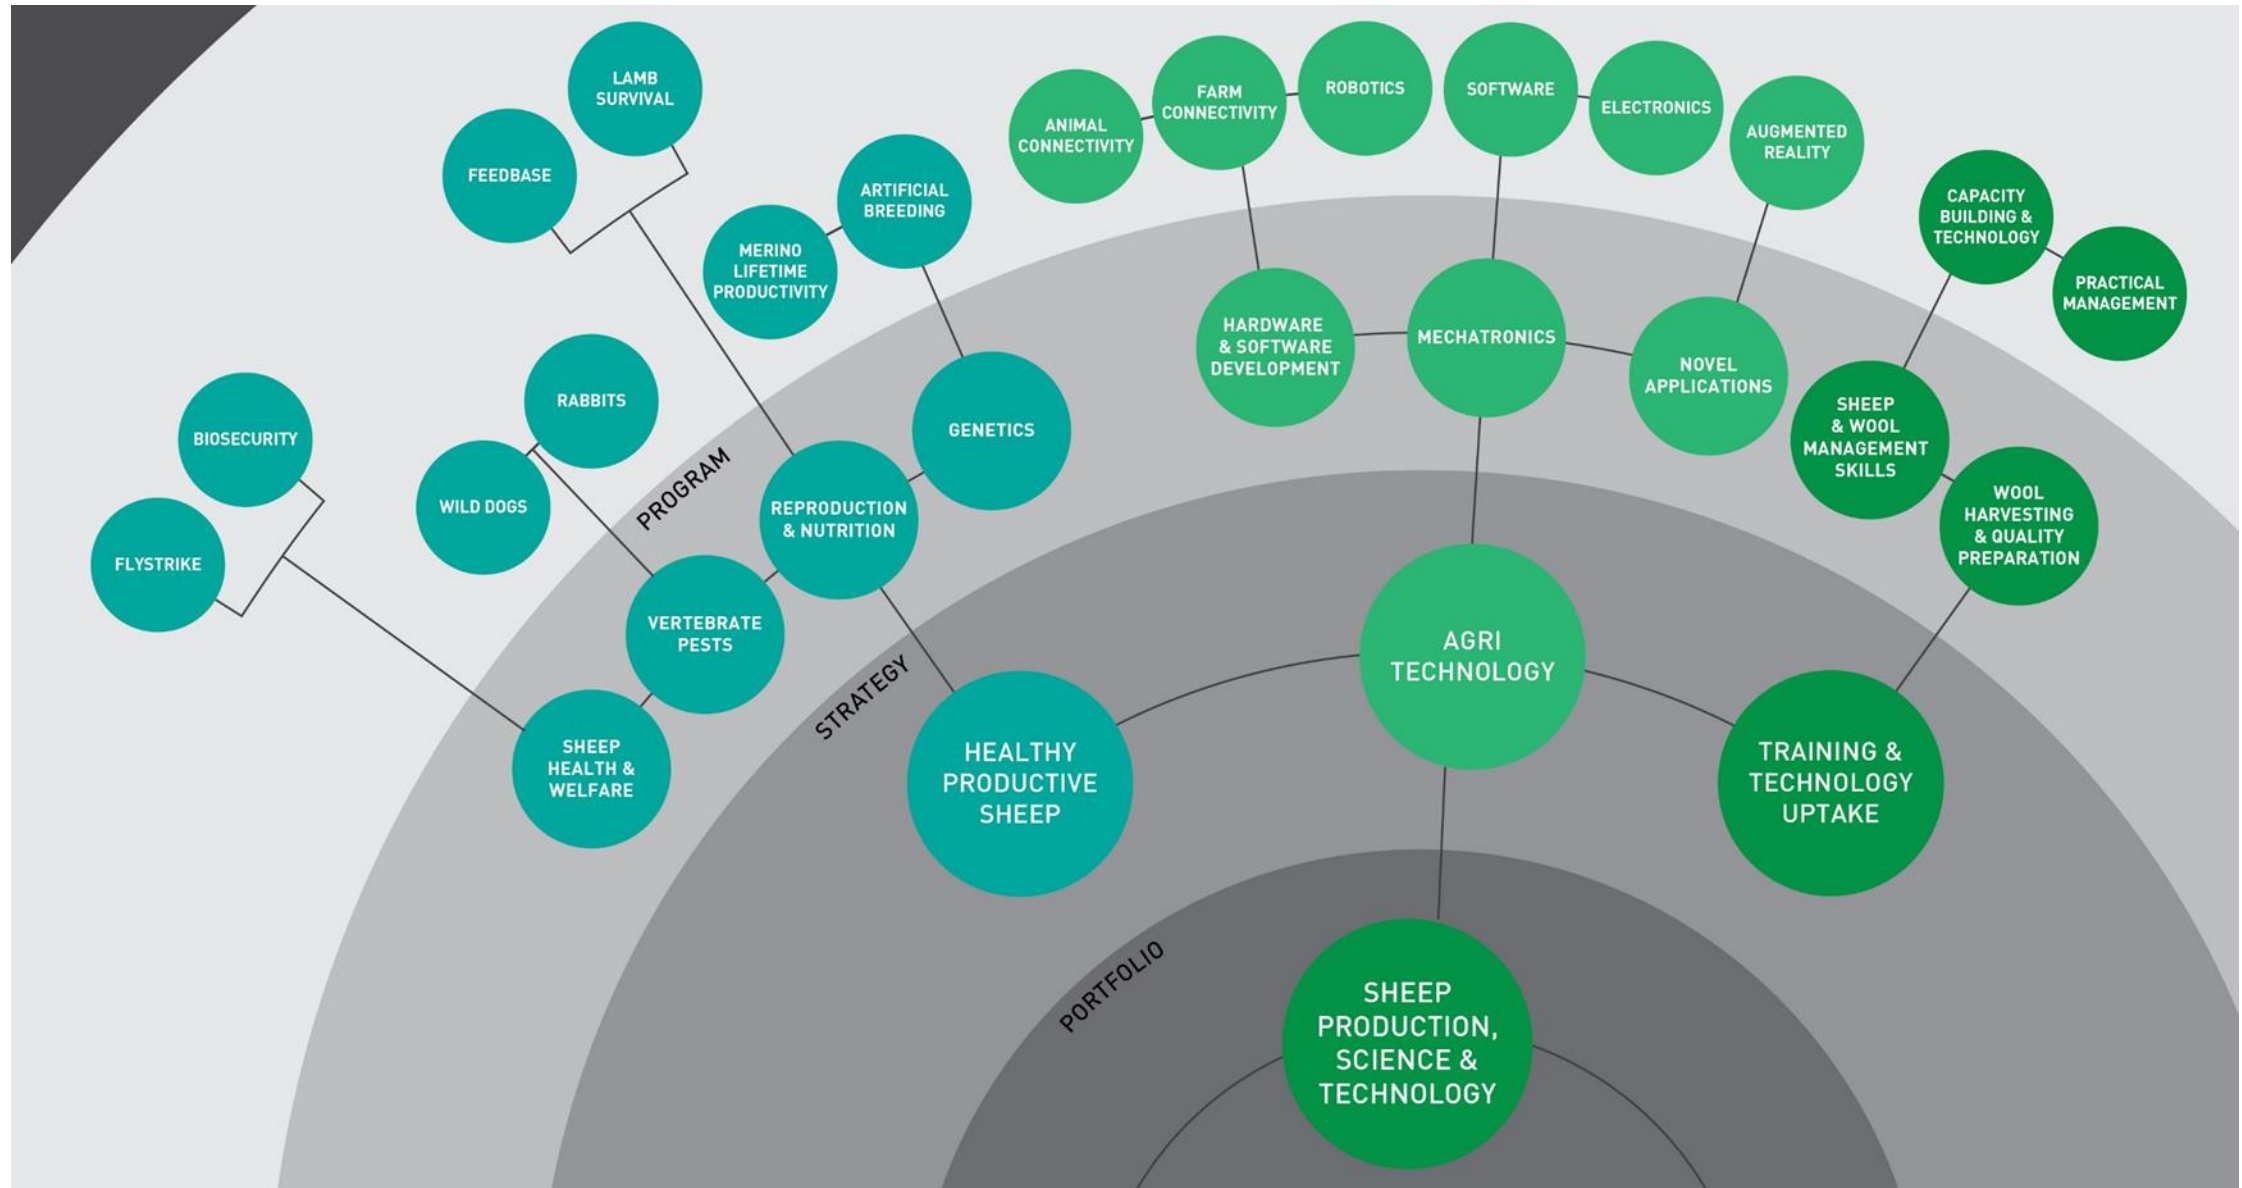 LAMB
SURVIVAL
FEEDBASE
ARTIFICIAL
BREEDING
MERINO
LIFETIME
PRODUCTIVITY
RABBITS
WILD DOGS
BIOSECURITY
FLYSTRIKE
ANIMAL
CONNECTIVITY
FARM
CONNECTIVITY
ROBOTICS
SOFTWARE
ELECTRONICS
AUGMENTED
REALITY
CAPACITY
BUILDING &
TECHNOLOGY
PRACTICAL
MANAGEMENT
PROGRAM
GENETICS
REPRODUCTION
& NUTRITION
VERTEBRATE
PESTS
SHEEP
HEALTH &
WELFARE
HARDWARE
& SOFTWARE
DEVELOPMENT
MECHATRONICS
NOVEL
APPLICATIONS
SHEEP
& WOOL
MANAGEMENT
SKILLS
WOOL
HARVESTING
& QUALITY
PREPARATION
STRATEGY
HEALTHY
PRODUCTIVE
SHEEP
AGRI
TECHNOLOGY
TRAINING &
TECHNOLOGY
UPTAKE
PORTFOLIO
SHEEP
PRODUCTION,
SCIENCE &
TECHNOLOGY